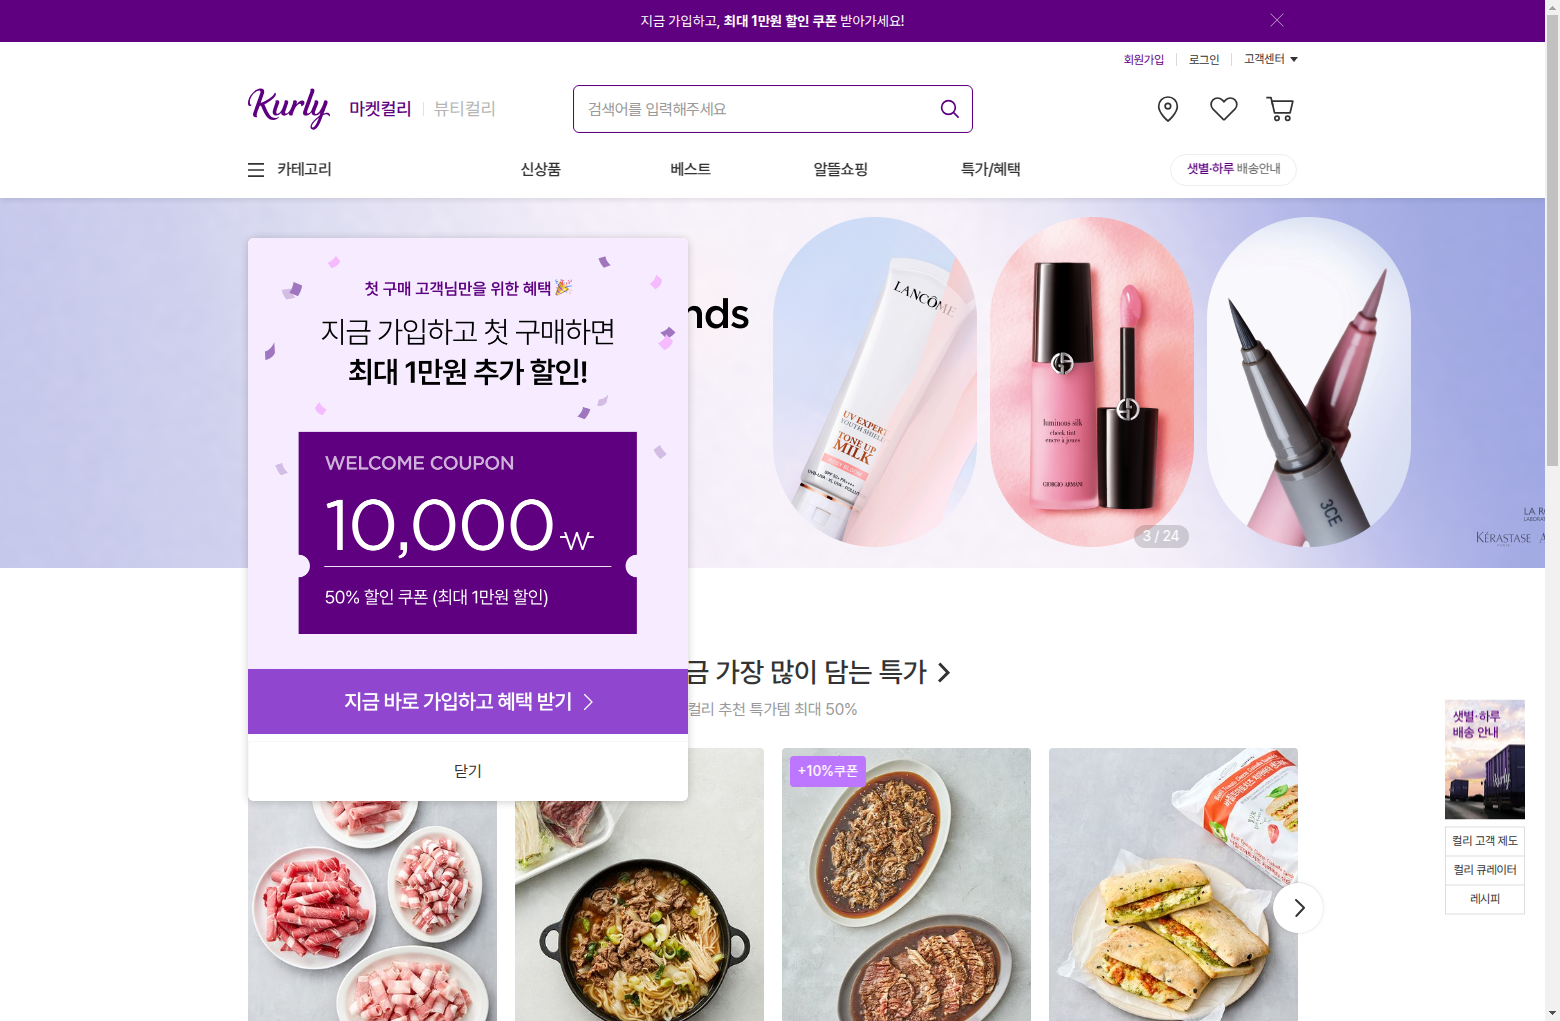 지금 가입하고, 최대 1만원 할인 쿠폰 받아가세요!
회원가입
로그인
고객센터
Kurly
마켓컬리
뷰티컬리
검색어를 입력해주세요
카테고리
신상품
베스트
알뜰쇼핑
특가/혜택
샛별·하루 배송안내
첫 구매 고객님만을 위한 혜택
지금 가입하고 첫 구매하면
최대 1만원 추가 할인!
WELCOME COUPON
10,000₩
50% 할인 쿠폰 (최대 1만원 할인)
지금 바로 가입하고 혜택 받기
닫기
nds
LANCÔME
UV EXPERT
YOUTH SHIELD
TONE UP
MILK
luminous silk
cheek tint
encre à joues
GIORGIO ARMANI
3CE
3 / 24
LA RO
KÉRASTASE A
금 가장 많이 담는 특가
컬리 추천 특가템 최대 50%
+10%쿠폰
샛별·하루
배송 안내
Kurly
컬리 고객 제도
컬리 큐레이터
레시피